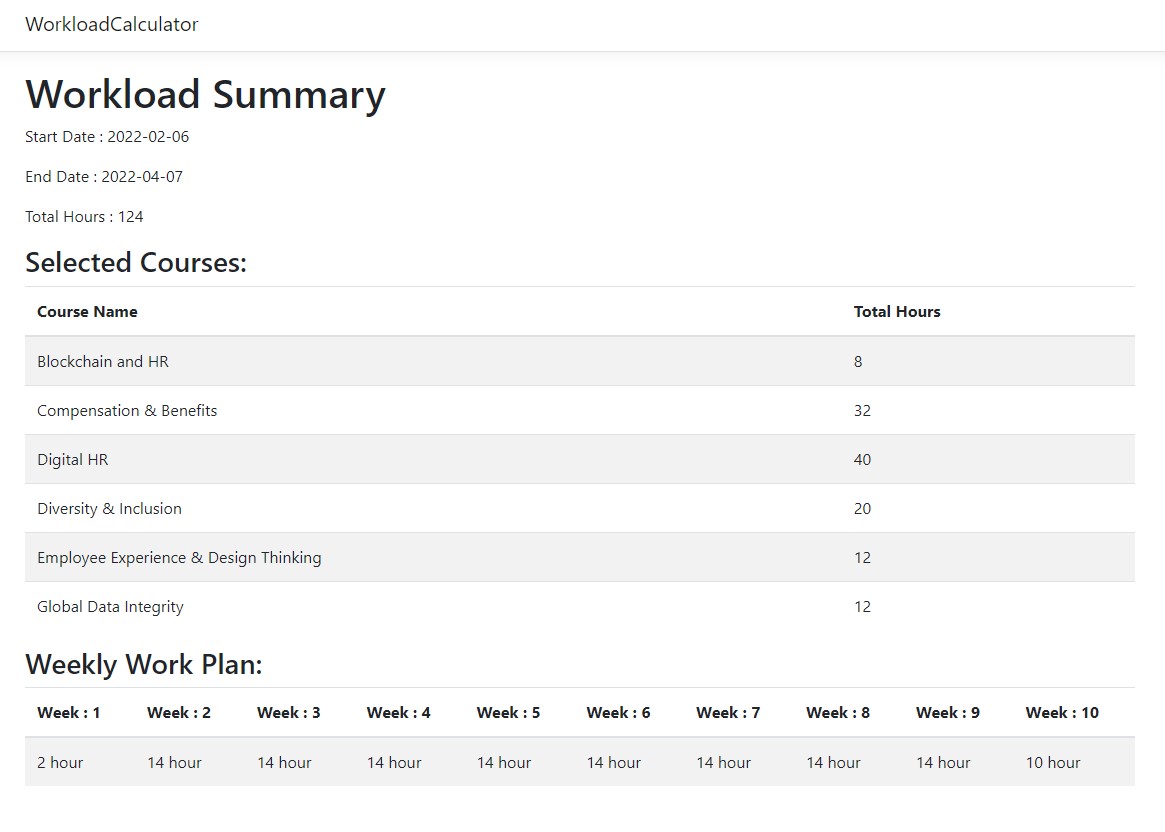 WorkloadCalculator
Workload Summary
Start Date : 2022-02-06
End Date : 2022-04-07
Total Hours : 124
Selected Courses:
Course Name Total Hours
Blockchain and HR 8
Compensation & Benefits 32
Digital HR 40
Diversity & Inclusion 20
Employee Experience & Design Thinking 12
Global Data Integrity 12
Weekly Work Plan:
Week : 1 Week : 2 Week : 3 Week : 4 Week : 5 Week : 6 Week : 7 Week : 8 Week : 9 Week : 10
2 hour 14 hour 14 hour 14 hour 14 hour 14 hour 14 hour 14 hour 14 hour 10 hour